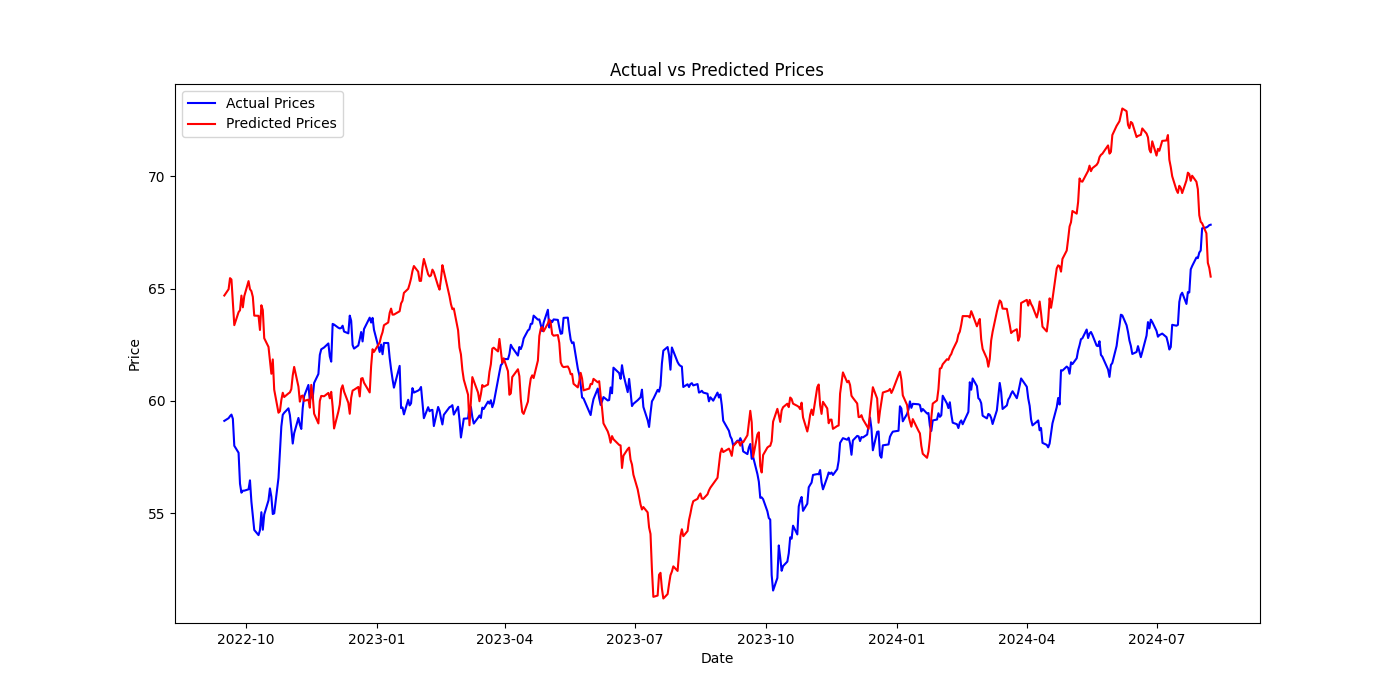 Actual vs Predicted Prices
Actual Prices
Predicted Prices
Price
70
65
60
55
2022-10 2023-01 2023-04 2023-07 2023-10 2024-01 2024-04 2024-07
Date